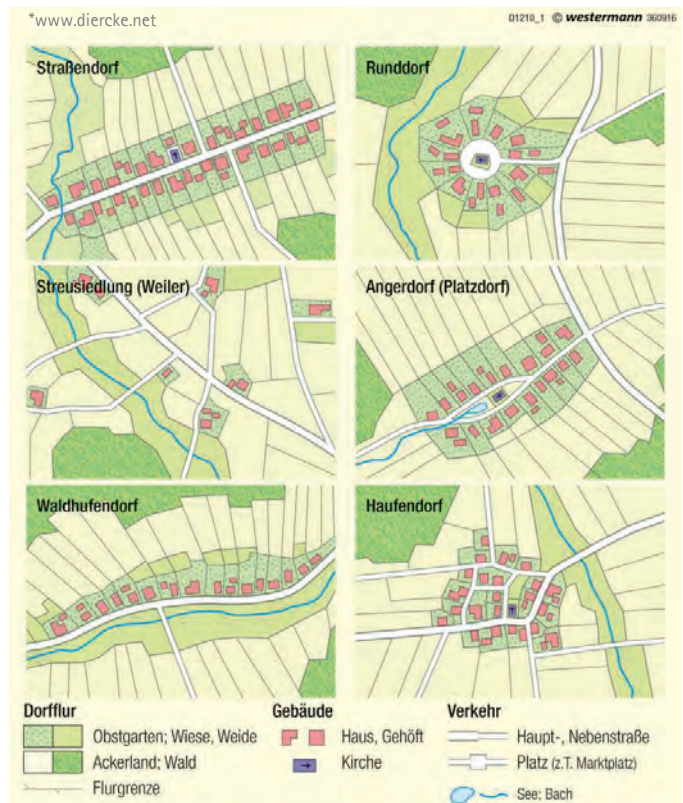 *www.diercke.net
01210_1 © westermann 360916
Straßendorf
Runddorf
Streusiedlung (Weiler)
Angerdorf (Platzdorf)
Waldhufendorf
Haufendorf
Dorfflur
Obstgarten; Wiese, Weide
Ackerland; Wald
Flurgrenze
Gebäude
Haus, Gehöft
Kirche
Verkehr
Haupt-, Nebenstraße
Platz (z.T. Marktplatz)
See; Bach